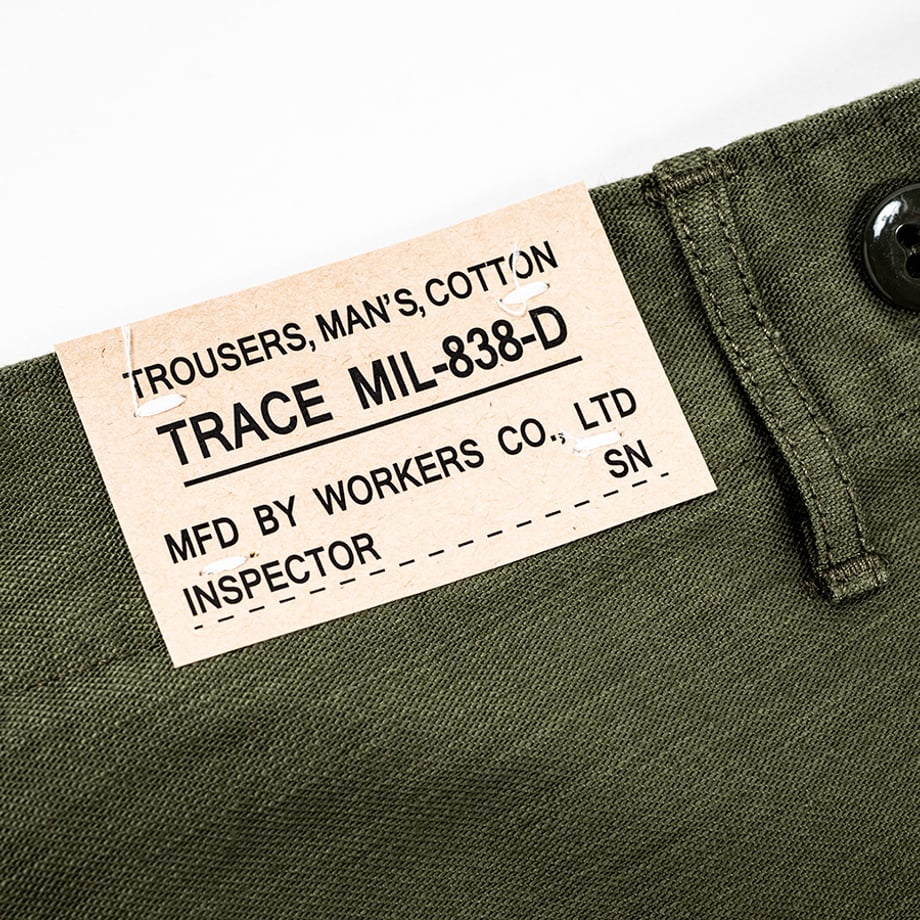 TROUSERS, MAN'S, COTTON
TRACE MIL-838-D
MFD BY WORKERS CO., LTD
SN
INSPECTOR